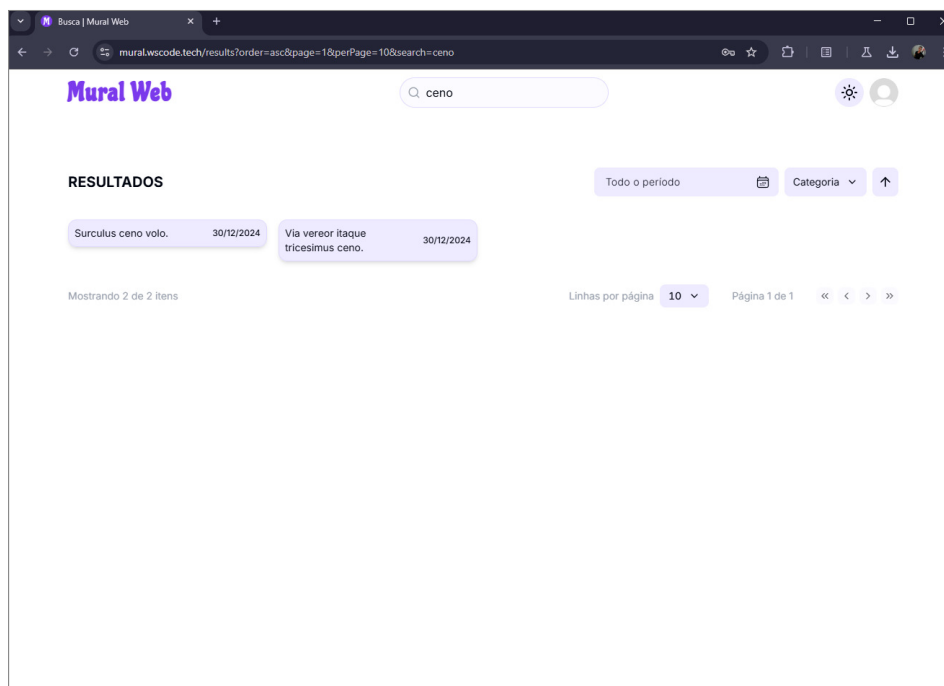 Busca | Mural Web
mural.wscode.tech/results?order=asc&page=1&perPage=10&search=ceno
Mural Web
ceno
RESULTADOS
Todo o período
Categoria
Surculus ceno volo.
30/12/2024
Via vereor itaque
tricesimus ceno.
30/12/2024
Mostrando 2 de 2 itens
Linhas por página
10
Página 1 de 1